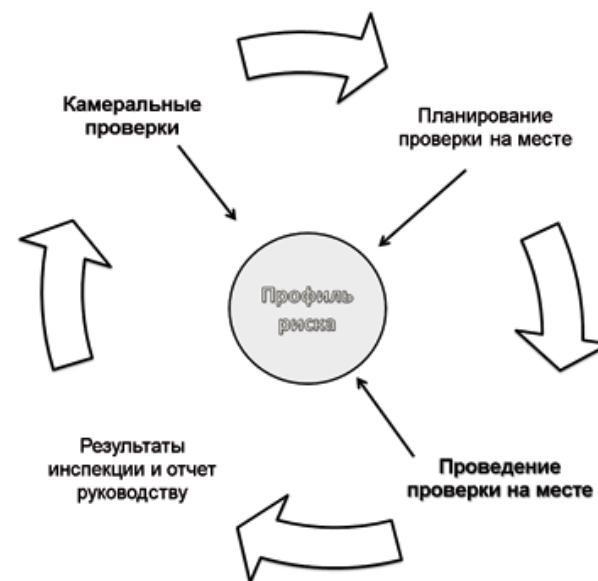 Камеральные
проверки
Планирование
проверки на месте
Профиль
риска
Результаты
инспекции и отчет
руководству
Проведение
проверки на месте